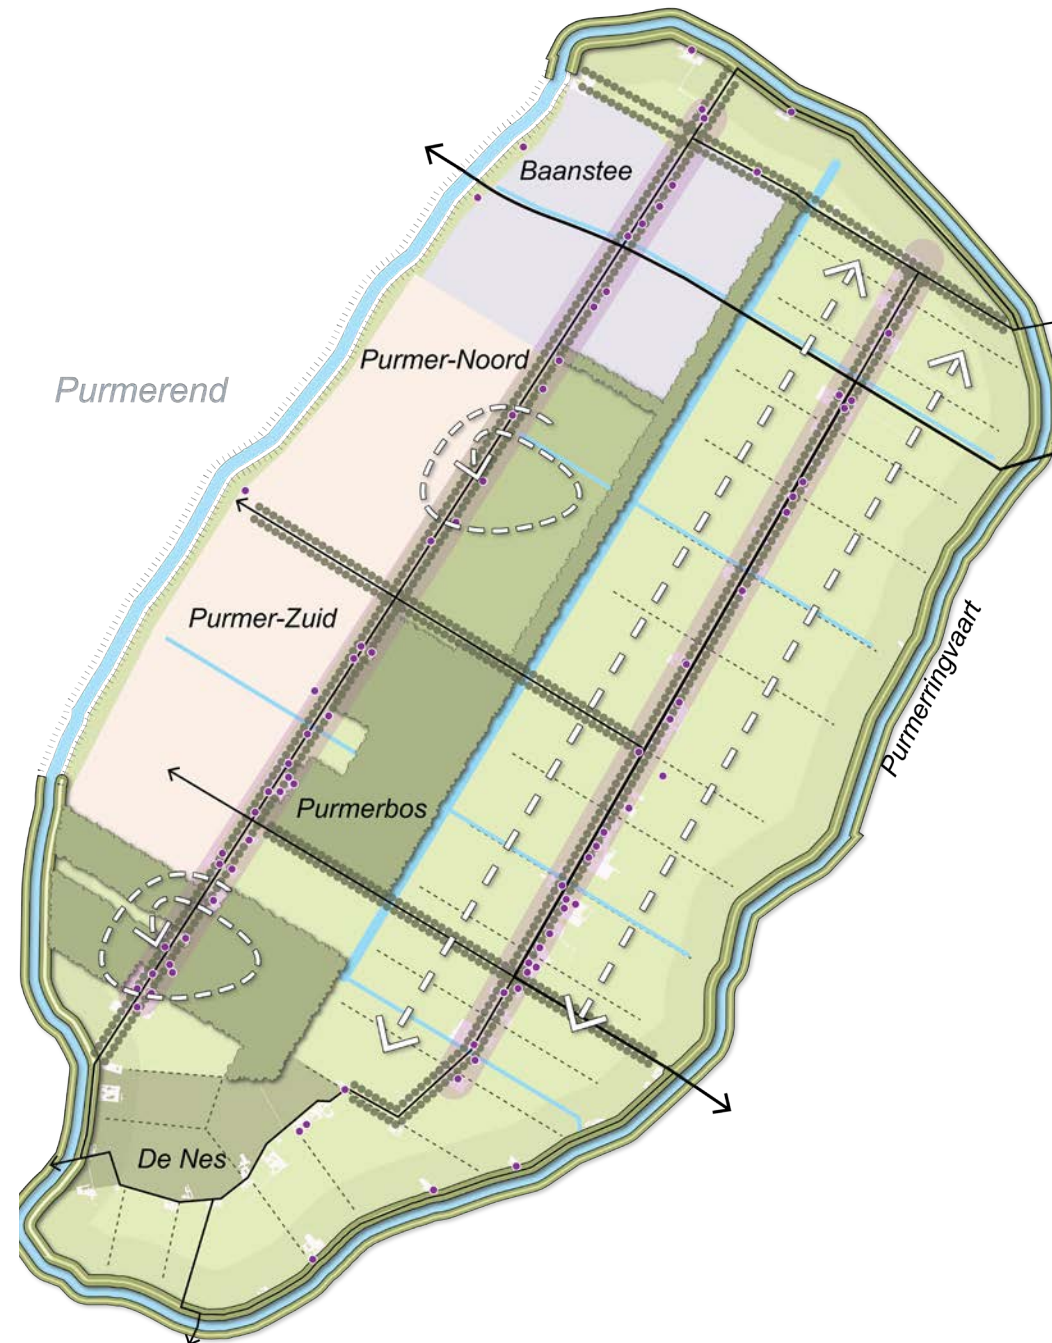 Baanstee
Purmer-Noord
Purmerend
Purmer-Zuid
Purmerringvaart
Purmerbos
De Nes